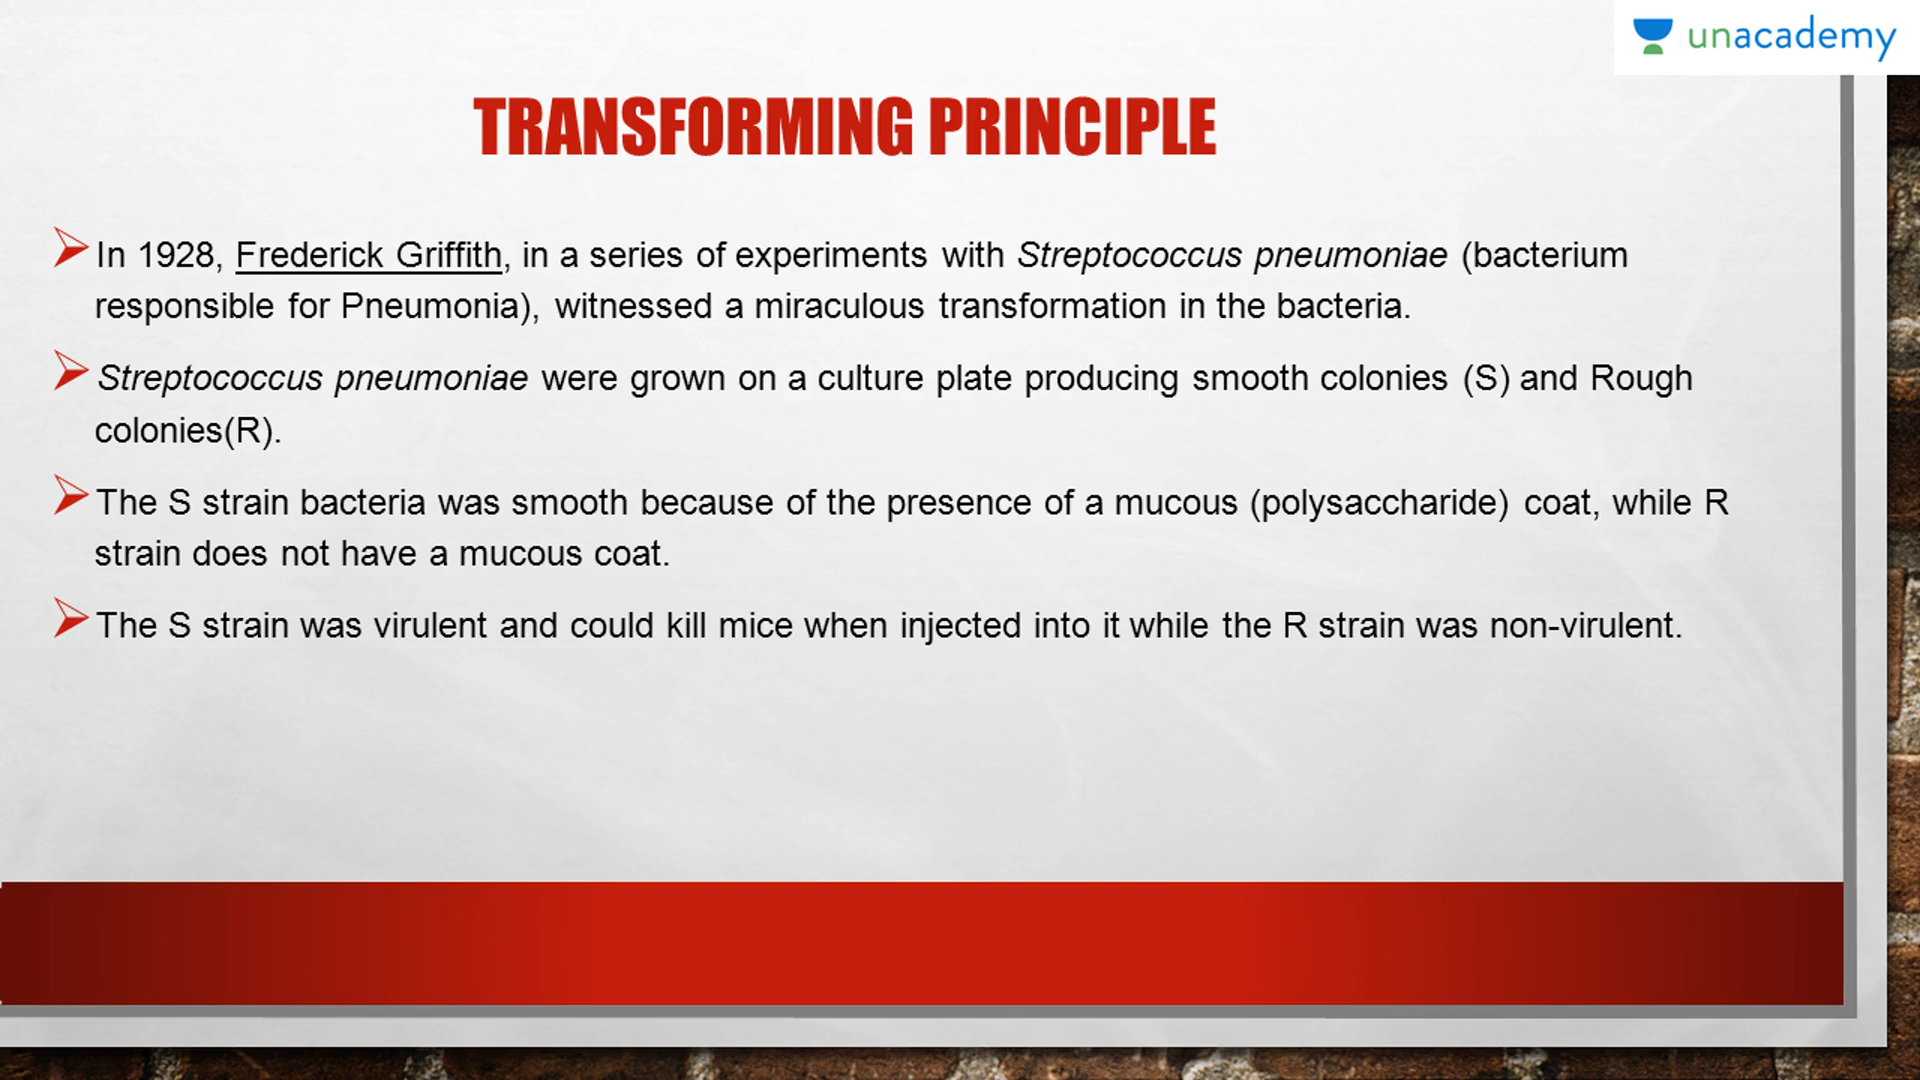 unacademy
TRANSFORMING PRINCIPLE
In 1928, Frederick Griffith, in a series of experiments with Streptococcus pneumoniae (bacterium
responsible for Pneumonia), witnessed a miraculous transformation in the bacteria.
Streptococcus pneumoniae were grown on a culture plate producing smooth colonies (S) and Rough
colonies(R).
The S strain bacteria was smooth because of the presence of a mucous (polysaccharide) coat, while R
strain does not have a mucous coat.
The S strain was virulent and could kill mice when injected into it while the R strain was non-virulent.